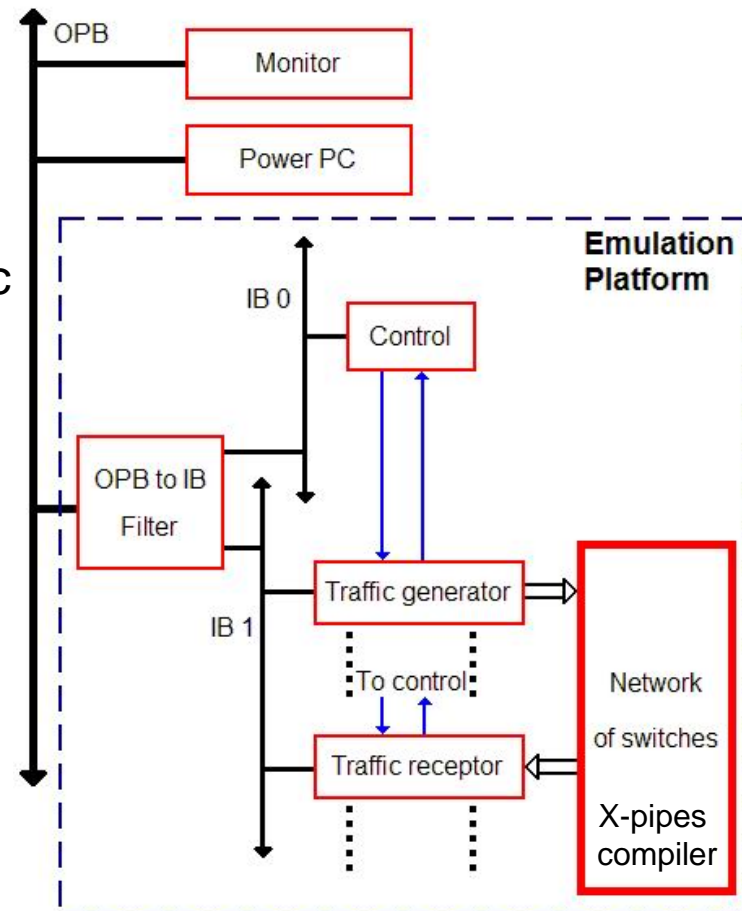 OPB
Monitor
Power PC
Emulation
Platform
C
IB 0
Control
OPB to IB
Filter
IB 1
Traffic generator
To control
Traffic receptor
Network
of switches
X-pipes
compiler